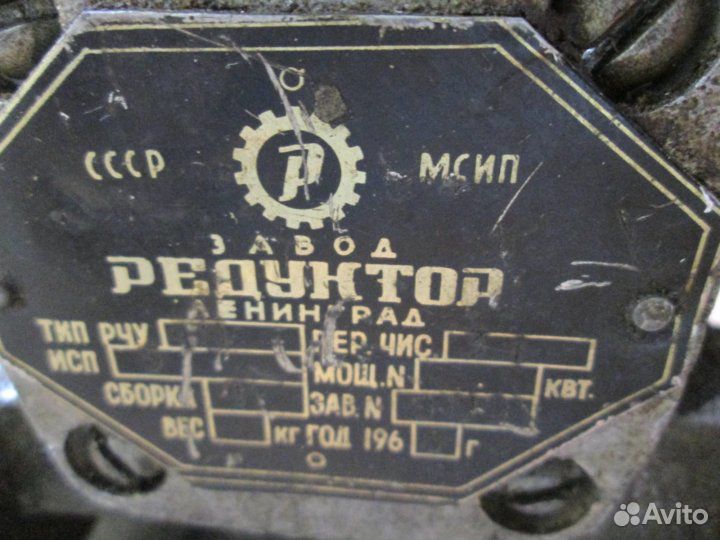 СССР Р МСИП
ЗАВОД
РЕДУКТОР
ЛЕНИНГРАД
ТИП РЧУ ПЕР. ЧИС.
ИСП МОЩ. N КВТ.
СБОРКА ЗАВ. N
ВЕС КГ ГОД 196 Г
Avito